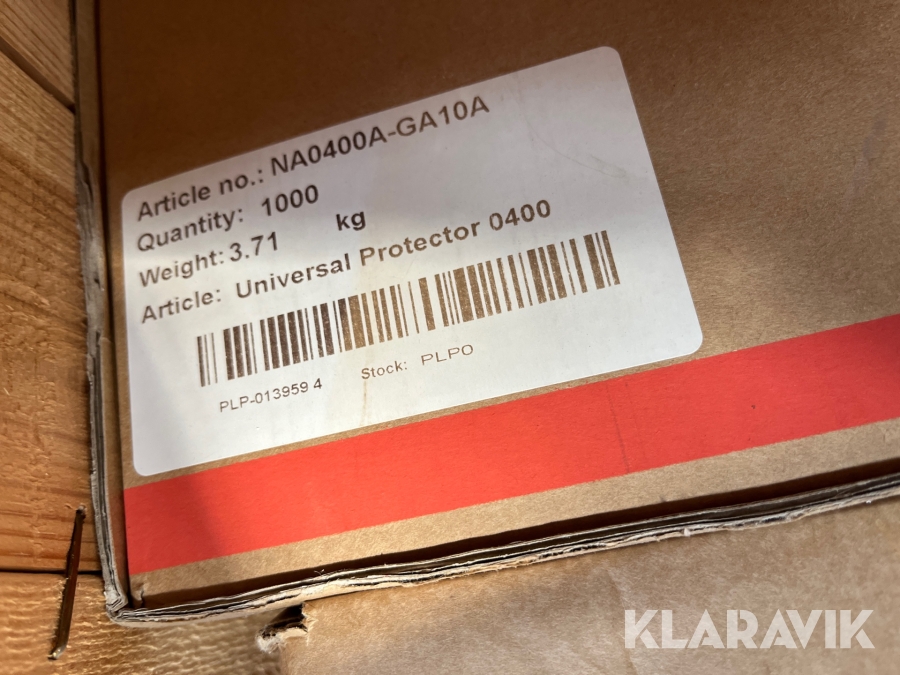 Article no.: NA0400A-GA10A
Quantity: 1000
Weight: 3.71 kg
Article: Universal Protector 0400
PLP-013959 4 Stock: PLPO
KLARAVIK